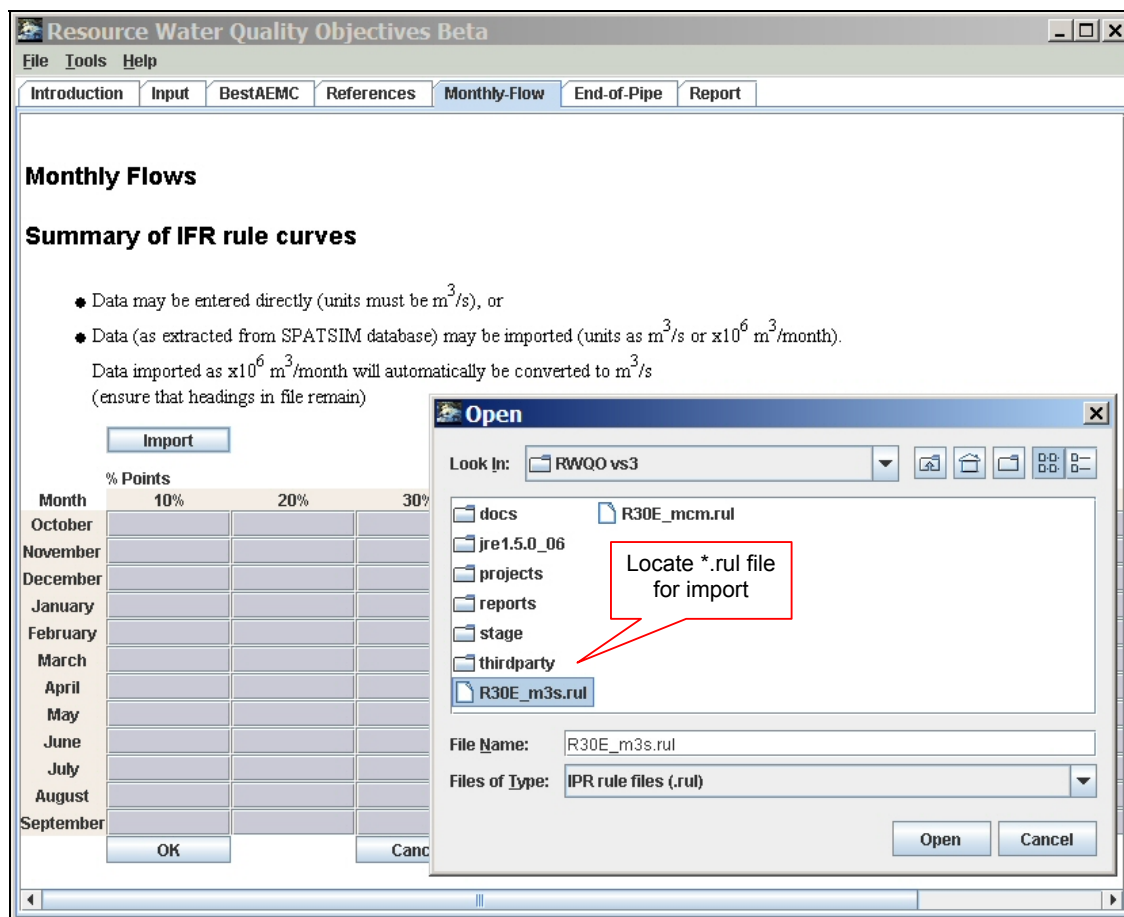 Resource Water Quality Objectives Beta
File Tools Help
Introduction Input BestAEMC References Monthly-Flow End-of-Pipe Report
Monthly Flows
Summary of IFR rule curves
● Data may be entered directly (units must be m³/s), or
● Data (as extracted from SPATSIM database) may be imported (units as m³/s or x10⁶ m³/month).
Data imported as x10⁶ m³/month will automatically be converted to m³/s
(ensure that headings in file remain)
Import
% Points
Month 10% 20% 30%
October
November
December
January
February
March
April
May
June
July
August
September
OK Canc
Open
Look In: RWQO vs3
docs R30E_mcm.rul
jre1.5.0_06
projects
reports
stage
thirdparty
R30E_m3s.rul
Locate *.rul file
for import
File Name: R30E_m3s.rul
Files of Type: IPR rule files (.rul)
Open Cancel